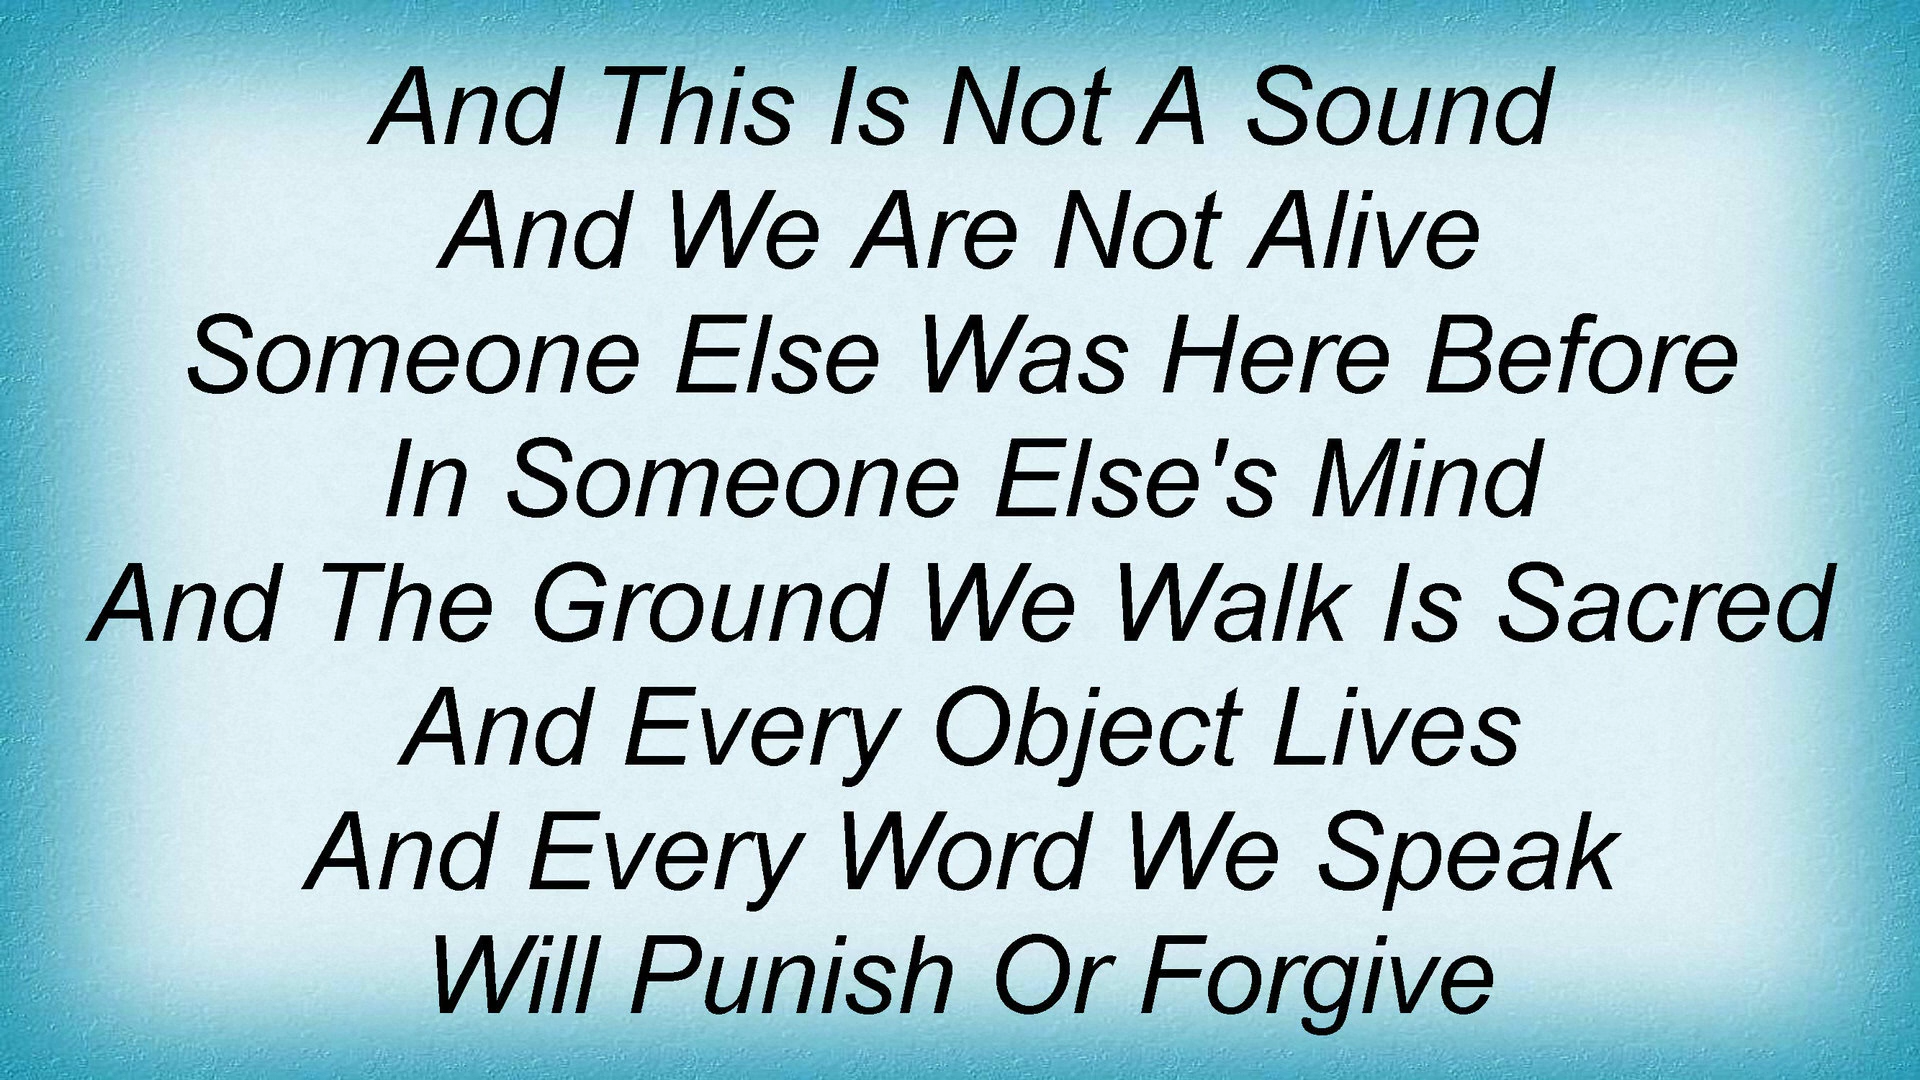 And This Is Not A Sound
And We Are Not Alive
Someone Else Was Here Before
In Someone Else's Mind
And The Ground We Walk Is Sacred
And Every Object Lives
And Every Word We Speak
Will Punish Or Forgive